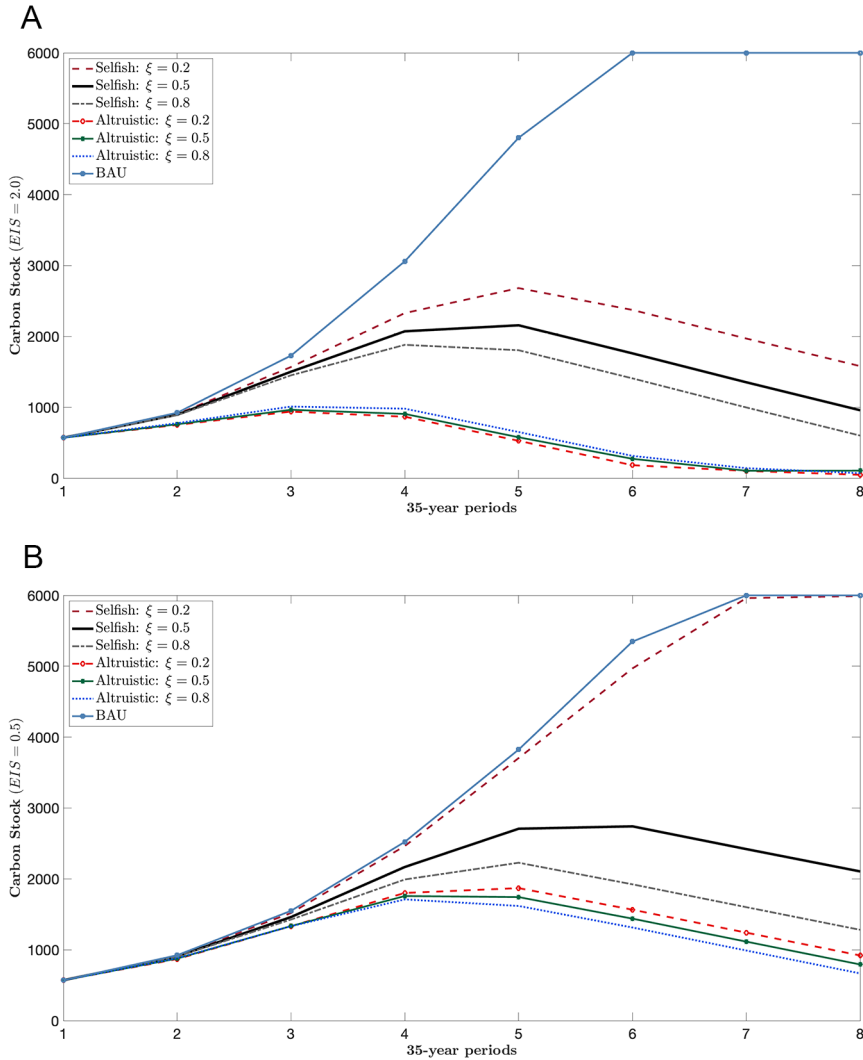 A
6000
5000
4000
3000
2000
1000
0
Carbon Stock (EIS = 2.0)
Selfish: ξ = 0.2
Selfish: ξ = 0.5
Selfish: ξ = 0.8
Altruistic: ξ = 0.2
Altruistic: ξ = 0.5
Altruistic: ξ = 0.8
BAU
1 2 3 4 5 6 7 8
35-year periods
B
6000
5000
4000
3000
2000
1000
0
Carbon Stock (EIS = 0.5)
Selfish: ξ = 0.2
Selfish: ξ = 0.5
Selfish: ξ = 0.8
Altruistic: ξ = 0.2
Altruistic: ξ = 0.5
Altruistic: ξ = 0.8
BAU
1 2 3 4 5 6 7 8
35-year periods